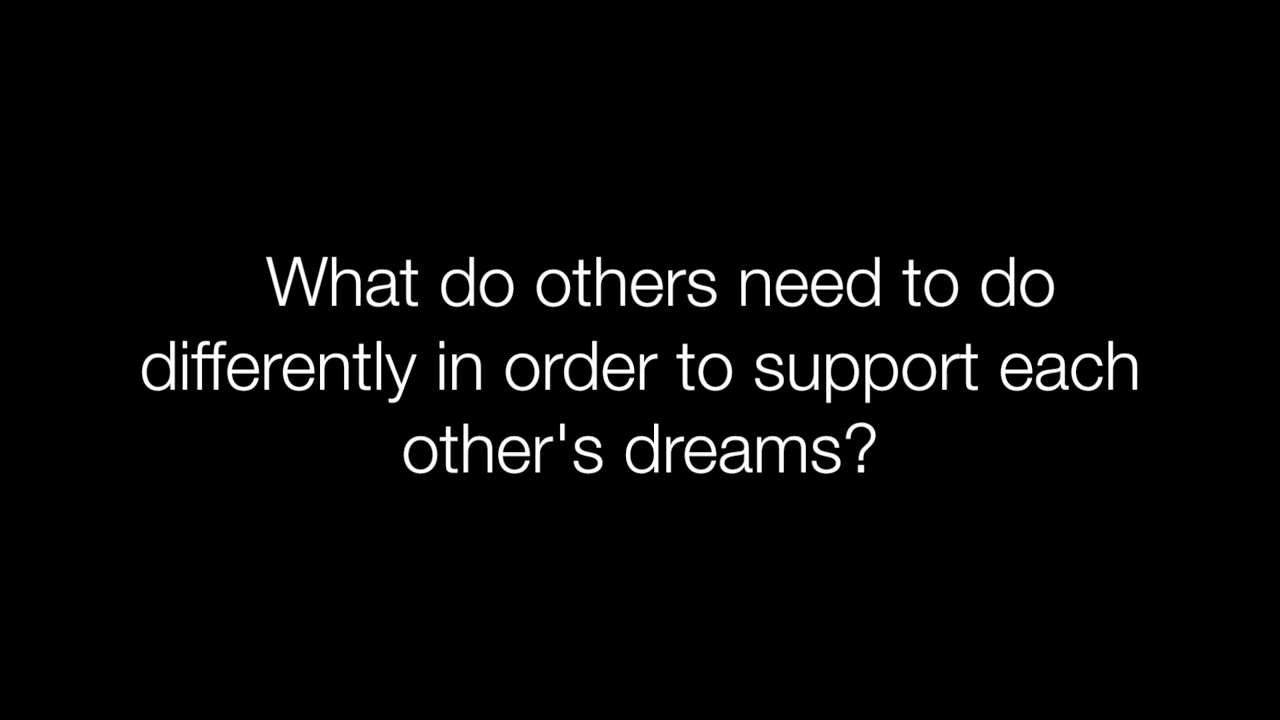 What do others need to do
differently in order to support each
other's dreams?